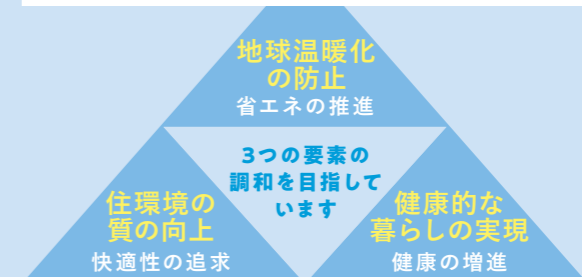 地球温暖化
の防止
省エネの推進
3つの要素の
調和を目指して
います
住環境の
質の向上
快適性の追求
健康的な
暮らしの実現
健康の増進